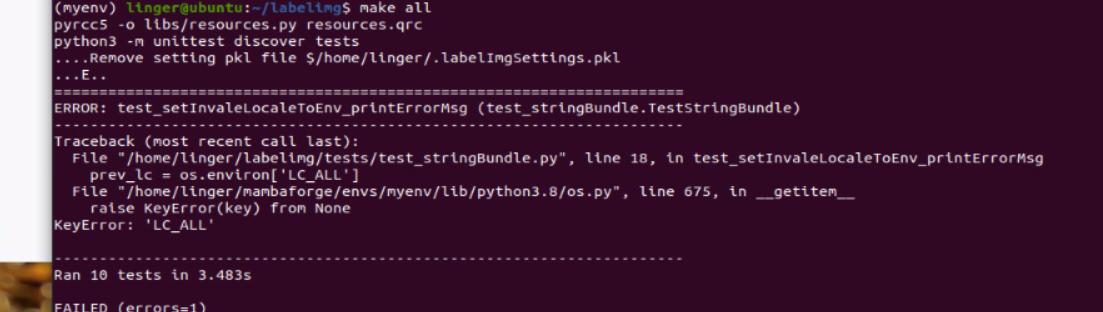 (myenv) linger@ubuntu:~/labelimg$ make all
pyrcc5 -o libs/resources.py resources.qrc
python3 -m unittest discover tests
....Remove setting pkl file $/home/linger/.labelImgSettings.pkl
...E..
======================================================================
ERROR: test_setInvaleLocaleToEnv_printErrorMsg (test_stringBundle.TestStringBundle)
----------------------------------------------------------------------
Traceback (most recent call last):
  File "/home/linger/labelimg/tests/test_stringBundle.py", line 18, in test_setInvaleLocaleToEnv_printErrorMsg
    prev_lc = os.environ['LC_ALL']
  File "/home/linger/mambaforge/envs/myenv/lib/python3.8/os.py", line 675, in __getitem__
    raise KeyError(key) from None
KeyError: 'LC_ALL'
----------------------------------------------------------------------
Ran 10 tests in 3.483s
FAILED (errors=1)